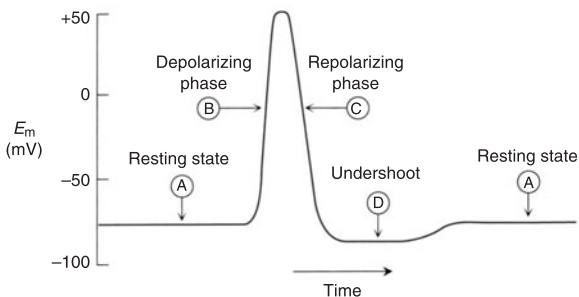 +50
Depolarizing
phase
B
Repolarizing
phase
C
0
Em
(mV)
Resting state
A
−50
Undershoot
D
Resting state
A
−100
Time